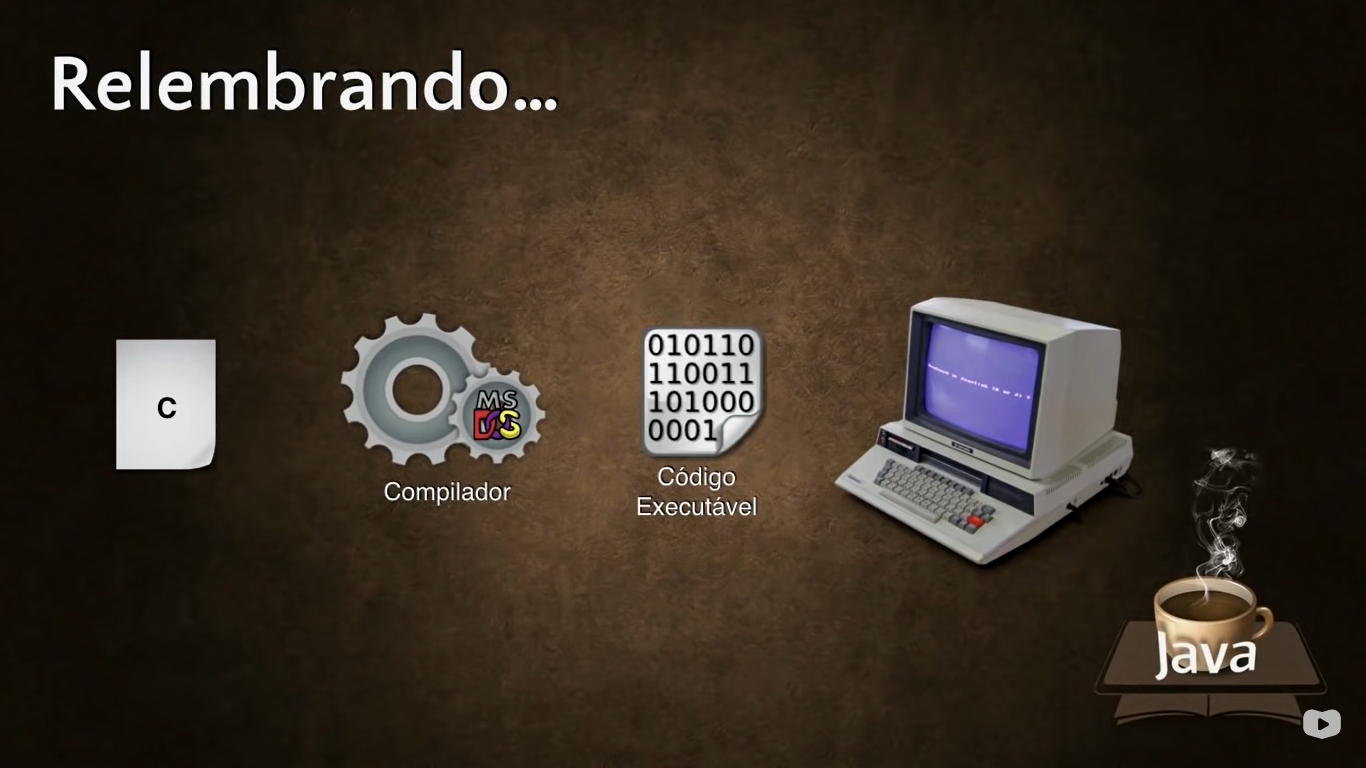 Relembrando...
C
MS
DOS
Compilador
010110
110011
101000
0001
Código
Executável
Java